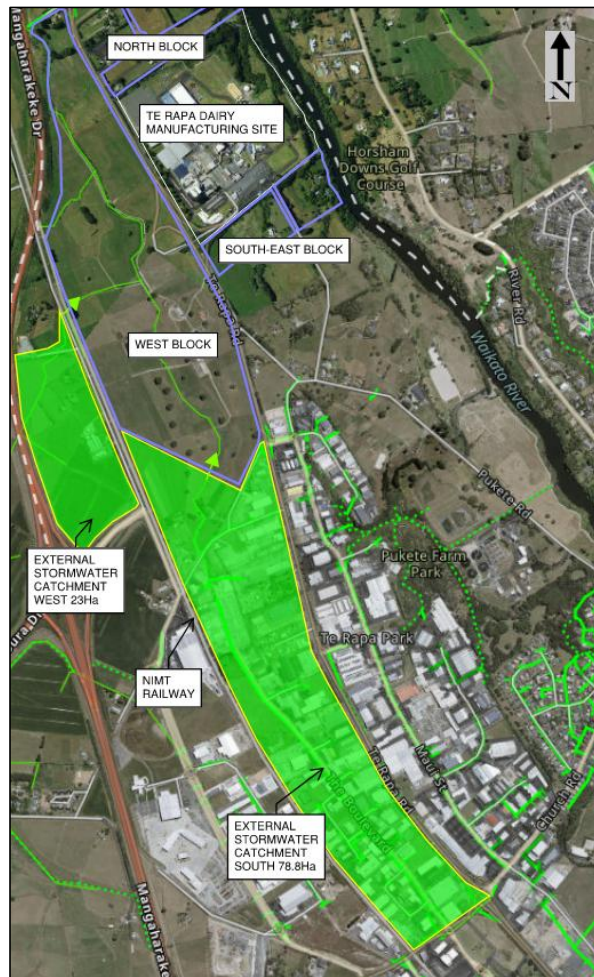 Mangaharakeke Dr
NORTH BLOCK
N
TE RAPA DAIRY
MANUFACTURING SITE
Horsham
Downs Golf
Course
SOUTH-EAST BLOCK
River Rd
Te Rapa Rd
WEST BLOCK
Waikato River
Pukete Rd
EXTERNAL
STORMWATER
CATCHMENT
WEST 23Ha
Pukete Farm
Park
Te Rapa Park
NIMT
RAILWAY
Te Rapa Rd
Maui St
Church Rd
The Boulevard
EXTERNAL
STORMWATER
CATCHMENT
SOUTH 78.8Ha
Mangaharake